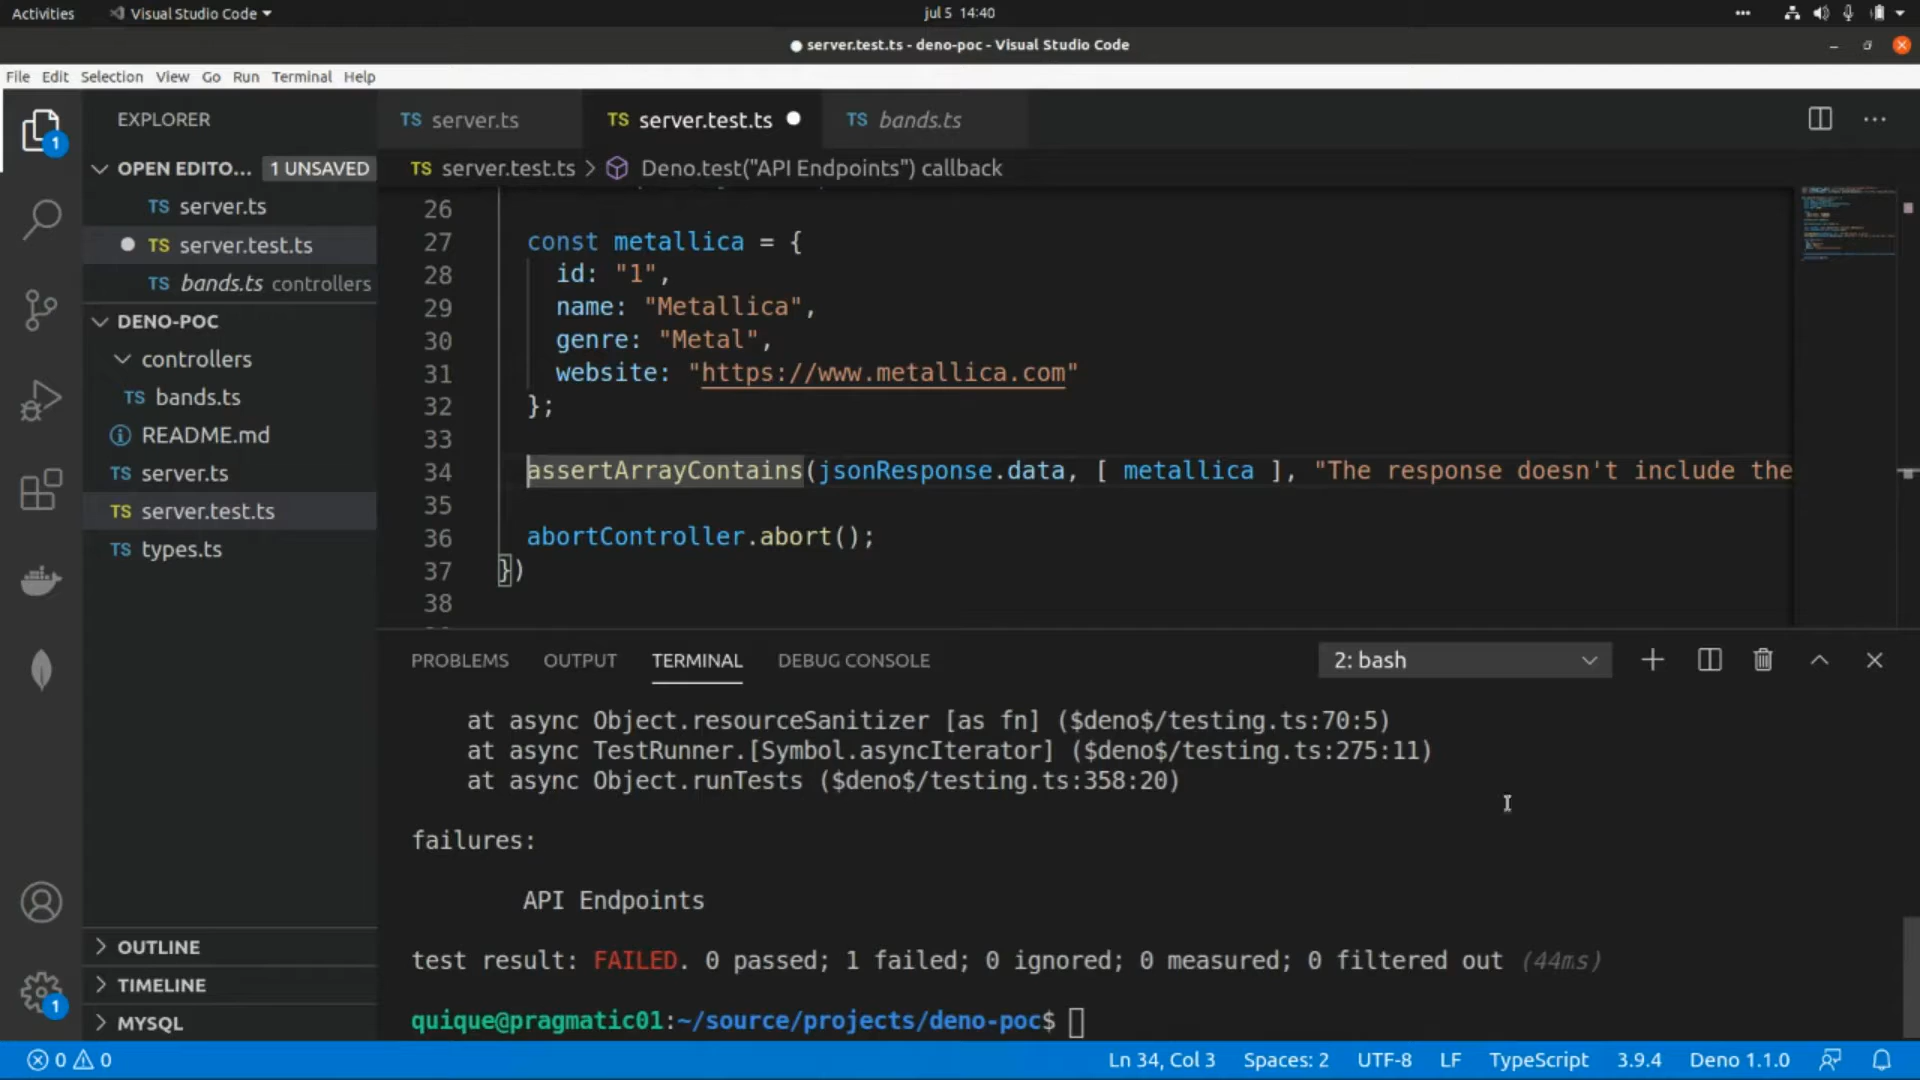 Activities
Visual Studio Code
jul 5 14:40
server.test.ts - deno-poc - Visual Studio Code
File Edit Selection View Go Run Terminal Help
EXPLORER
1
OPEN EDITO... 1 UNSAVED
TS server.ts
TS server.test.ts
TS bands.ts controllers
DENO-POC
controllers
TS bands.ts
README.md
TS server.ts
TS server.test.ts
TS types.ts
OUTLINE
TIMELINE
MYSQL
1
TS server.ts
TS server.test.ts
TS bands.ts
TS server.test.ts > Deno.test("API Endpoints") callback
26
27 const metallica = {
28 id: "1",
29 name: "Metallica",
30 genre: "Metal",
31 website: "https://www.metallica.com"
32 };
33
34 assertArrayContains(jsonResponse.data, [ metallica ], "The response doesn't include the
35
36 abortController.abort();
37 })
38
PROBLEMS OUTPUT TERMINAL DEBUG CONSOLE
2: bash
at async Object.resourceSanitizer [as fn] ($deno$/testing.ts:70:5)
at async TestRunner.[Symbol.asyncIterator] ($deno$/testing.ts:275:11)
at async Object.runTests ($deno$/testing.ts:358:20)
failures:
API Endpoints
test result: FAILED. 0 passed; 1 failed; 0 ignored; 0 measured; 0 filtered out (44ms)
quique@pragmatic01:~/source/projects/deno-poc$
0 0
Ln 34, Col 3 Spaces: 2 UTF-8 LF TypeScript 3.9.4 Deno 1.1.0